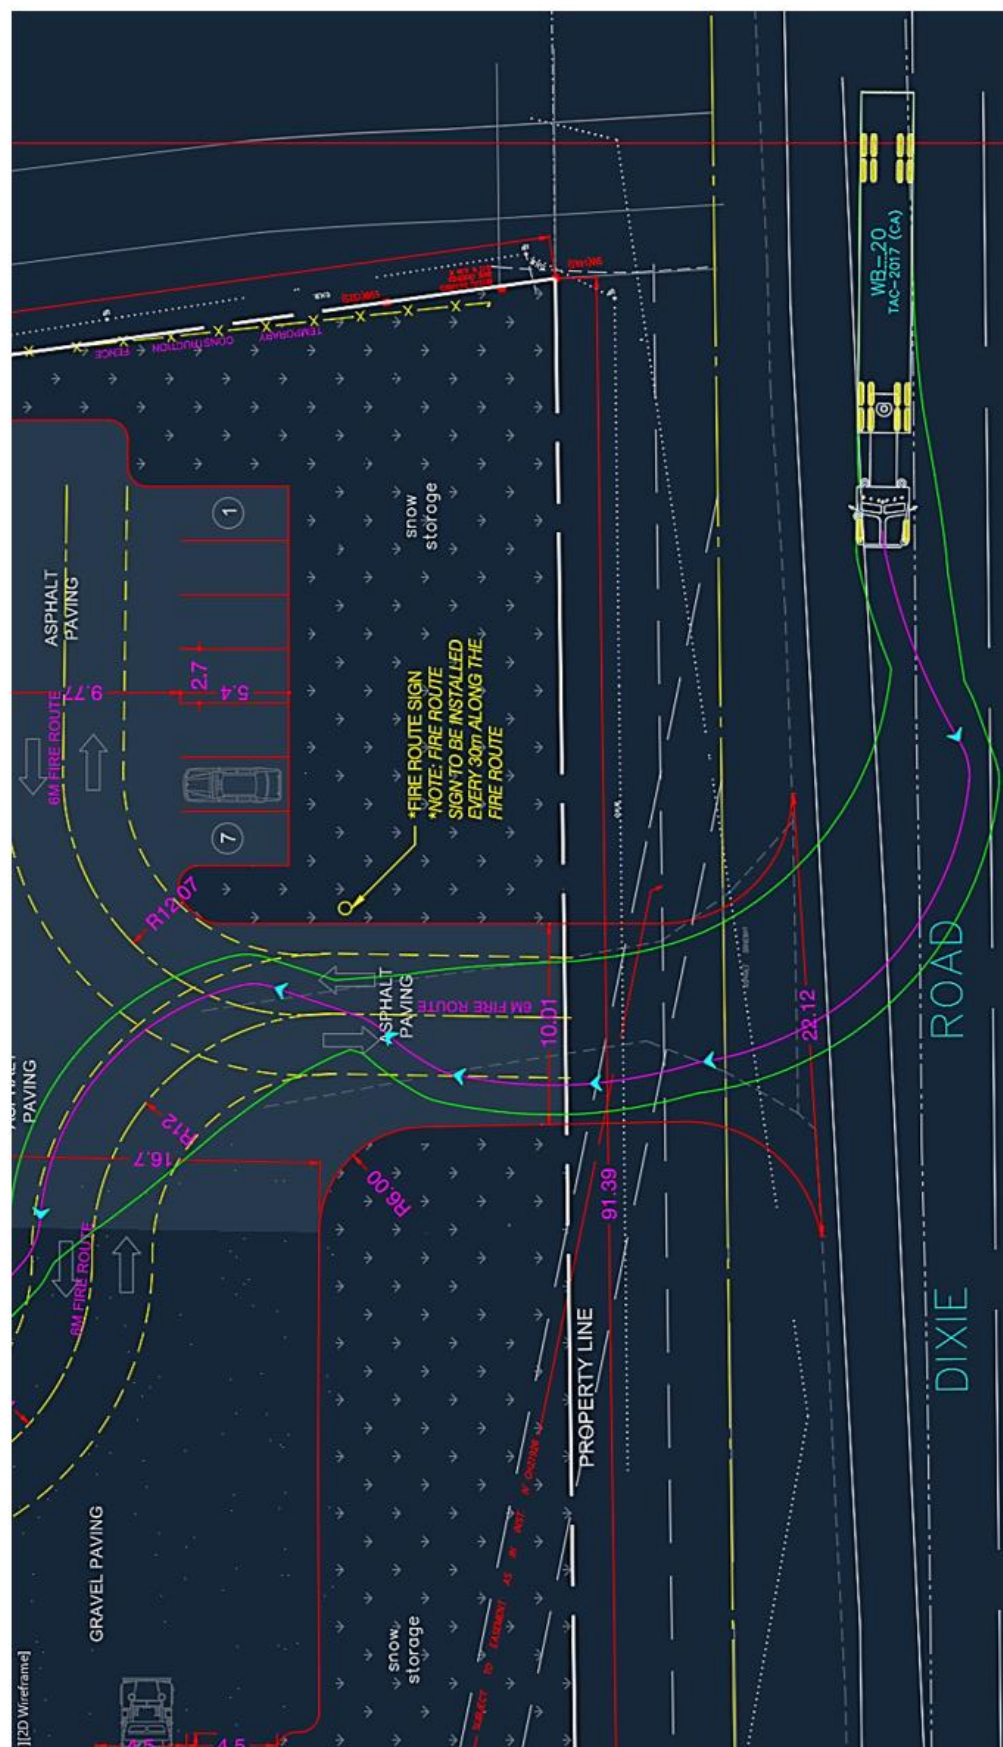 WB-20
TAC-2017 (CA)
TEMPORARY
CONSTRUCTION
FENCE
snow
storage
1
ASPHALT
PAVING
2.7
5.4
9.77
6M FIRE ROUTE
*FIRE ROUTE SIGN
*NOTE: FIRE ROUTE
SIGN TO BE INSTALLED
EVERY 30m ALONG THE
FIRE ROUTE
7
R12.07
ASPHALT
PAVING
6M FIRE ROUTE
10.01
22.12
ROAD
PAVING
R12
16.7
R6.00
91.39
6M FIRE ROUTE
DIXIE
PROPERTY LINE
SUBJECT TO EASEMENT AS IN INST.
GRAVEL PAVING
snow
storage
][2D Wireframe]
4.5